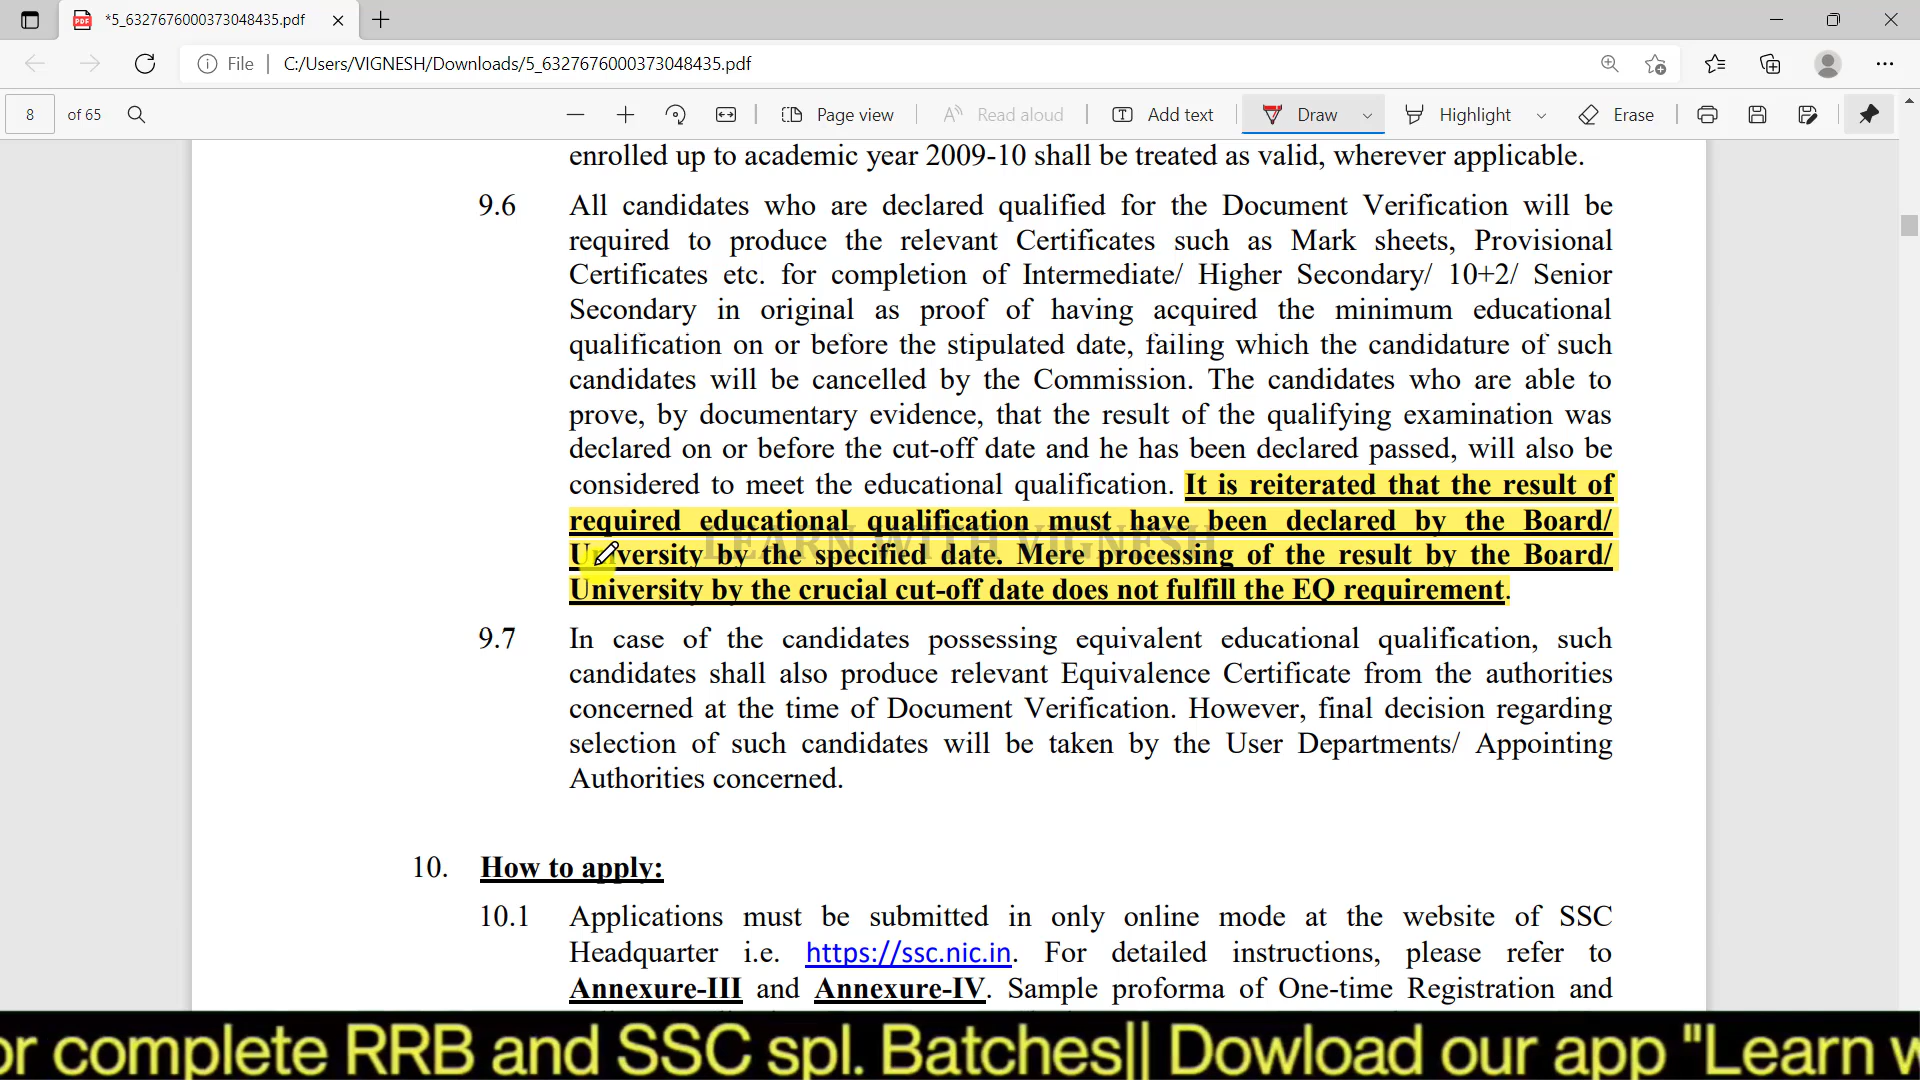 *5_6327676000373048435.pdf
File
C:/Users/VIGNESH/Downloads/5_6327676000373048435.pdf
8 of 65
Page view
Read aloud
Add text
Draw
Highlight
Erase
enrolled up to academic year 2009-10 shall be treated as valid, wherever applicable.
9.6 All candidates who are declared qualified for the Document Verification will be
required to produce the relevant Certificates such as Mark sheets, Provisional
Certificates etc. for completion of Intermediate/ Higher Secondary/ 10+2/ Senior
Secondary in original as proof of having acquired the minimum educational
qualification on or before the stipulated date, failing which the candidature of such
candidates will be cancelled by the Commission. The candidates who are able to
prove, by documentary evidence, that the result of the qualifying examination was
declared on or before the cut-off date and he has been declared passed, will also be
considered to meet the educational qualification. It is reiterated that the result of
required educational qualification must have been declared by the Board/
LEARN WITH VIGNESH
University by the specified date. Mere processing of the result by the Board/
University by the crucial cut-off date does not fulfill the EQ requirement.
9.7 In case of the candidates possessing equivalent educational qualification, such
candidates shall also produce relevant Equivalence Certificate from the authorities
concerned at the time of Document Verification. However, final decision regarding
selection of such candidates will be taken by the User Departments/ Appointing
Authorities concerned.
10. How to apply:
10.1 Applications must be submitted in only online mode at the website of SSC
Headquarter i.e. https://ssc.nic.in. For detailed instructions, please refer to
Annexure-III and Annexure-IV. Sample proforma of One-time Registration and
or complete RRB and SSC spl. Batches|| Dowload our app "Learn w